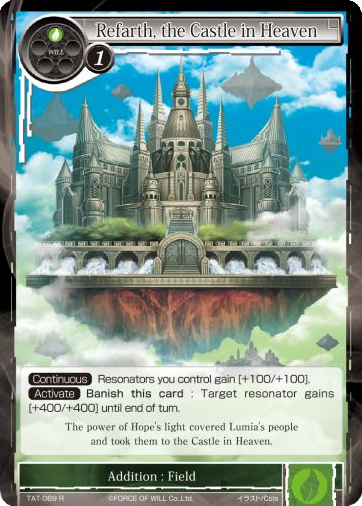 Refarth, the Castle in Heaven
WILL
1
Continuous Resonators you control gain [+100/+100].
Activate Banish this card : Target resonator gains
[+400/+400] until end of turn.
The power of Hope's light covered Lumia's people
and took them to the Castle in Heaven.
Addition : Field
TAT-069 R ©FORCE OF WILL Co.,Ltd. イラスト/Cola